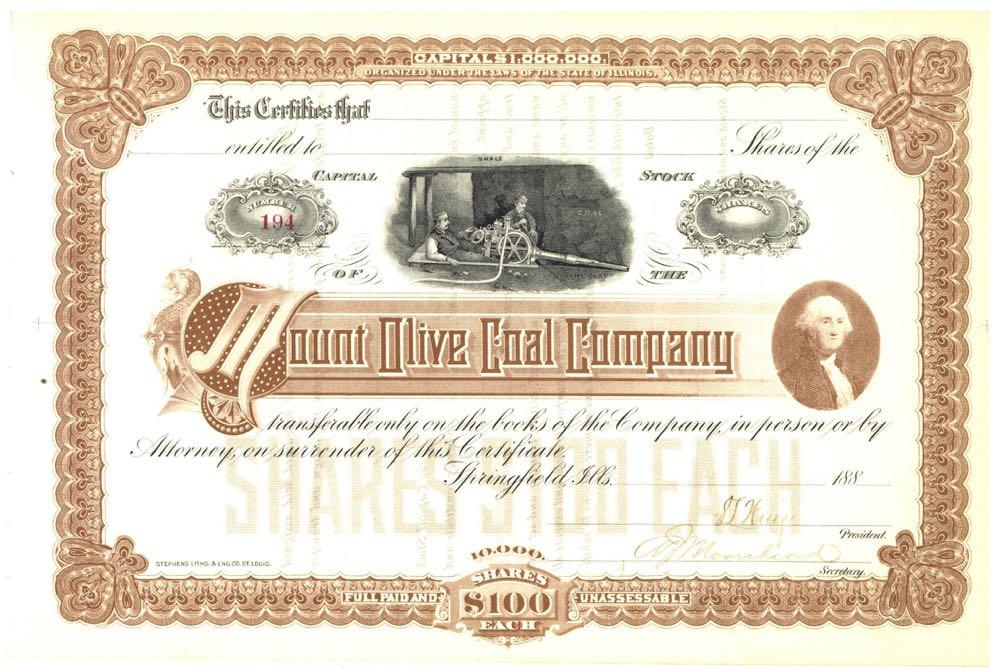 CAPITAL $1,000,000.
ORGANIZED UNDER THE LAWS OF THE STATE OF ILLINOIS.
This Certifies that
entitled to Shares of the
CAPITAL STOCK
SHALE
COAL
NUMBER
194
SHARES
OF THE
Mount Olive Coal Company
transferable only on the books of the Company, in person or by
Attorney, on surrender of this Certificate.
Springfield, Ills. 188
SHARES $100 EACH
President.
Secretary.
STEPHENS LITHO. & ENG. CO. ST. LOUIS.
10,000.
SHARES
FULL PAID AND $100 UNASSESSABLE
EACH